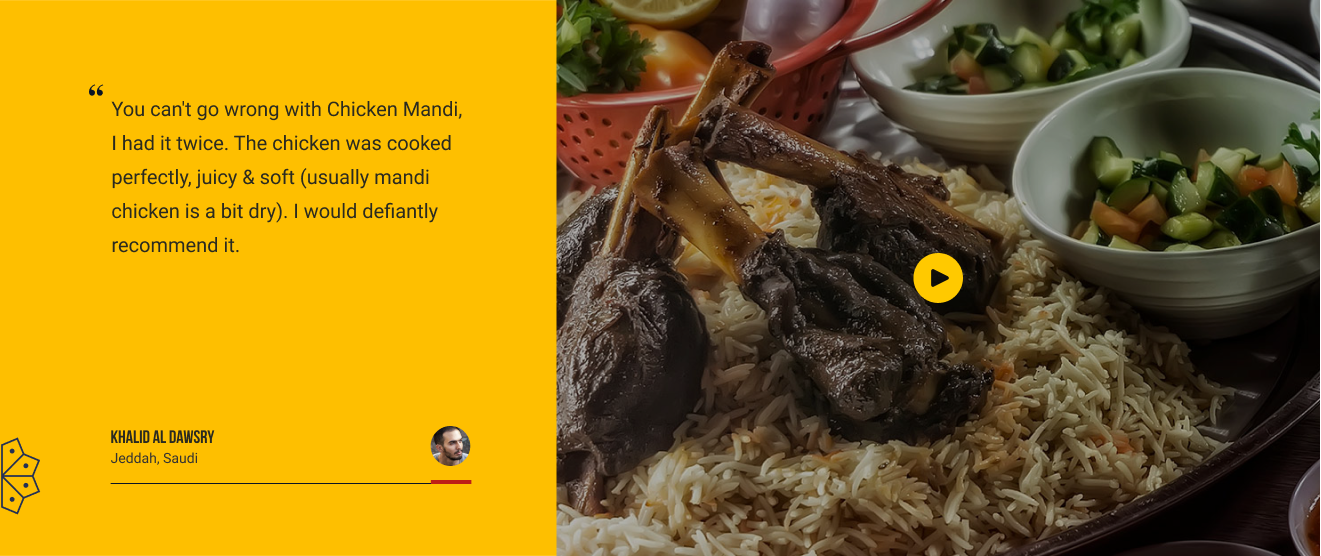 “
You can't go wrong with Chicken Mandi,
I had it twice. The chicken was cooked
perfectly, juicy & soft (usually mandi
chicken is a bit dry). I would defiantly
recommend it.
KHALID AL DAWSRY
Jeddah, Saudi